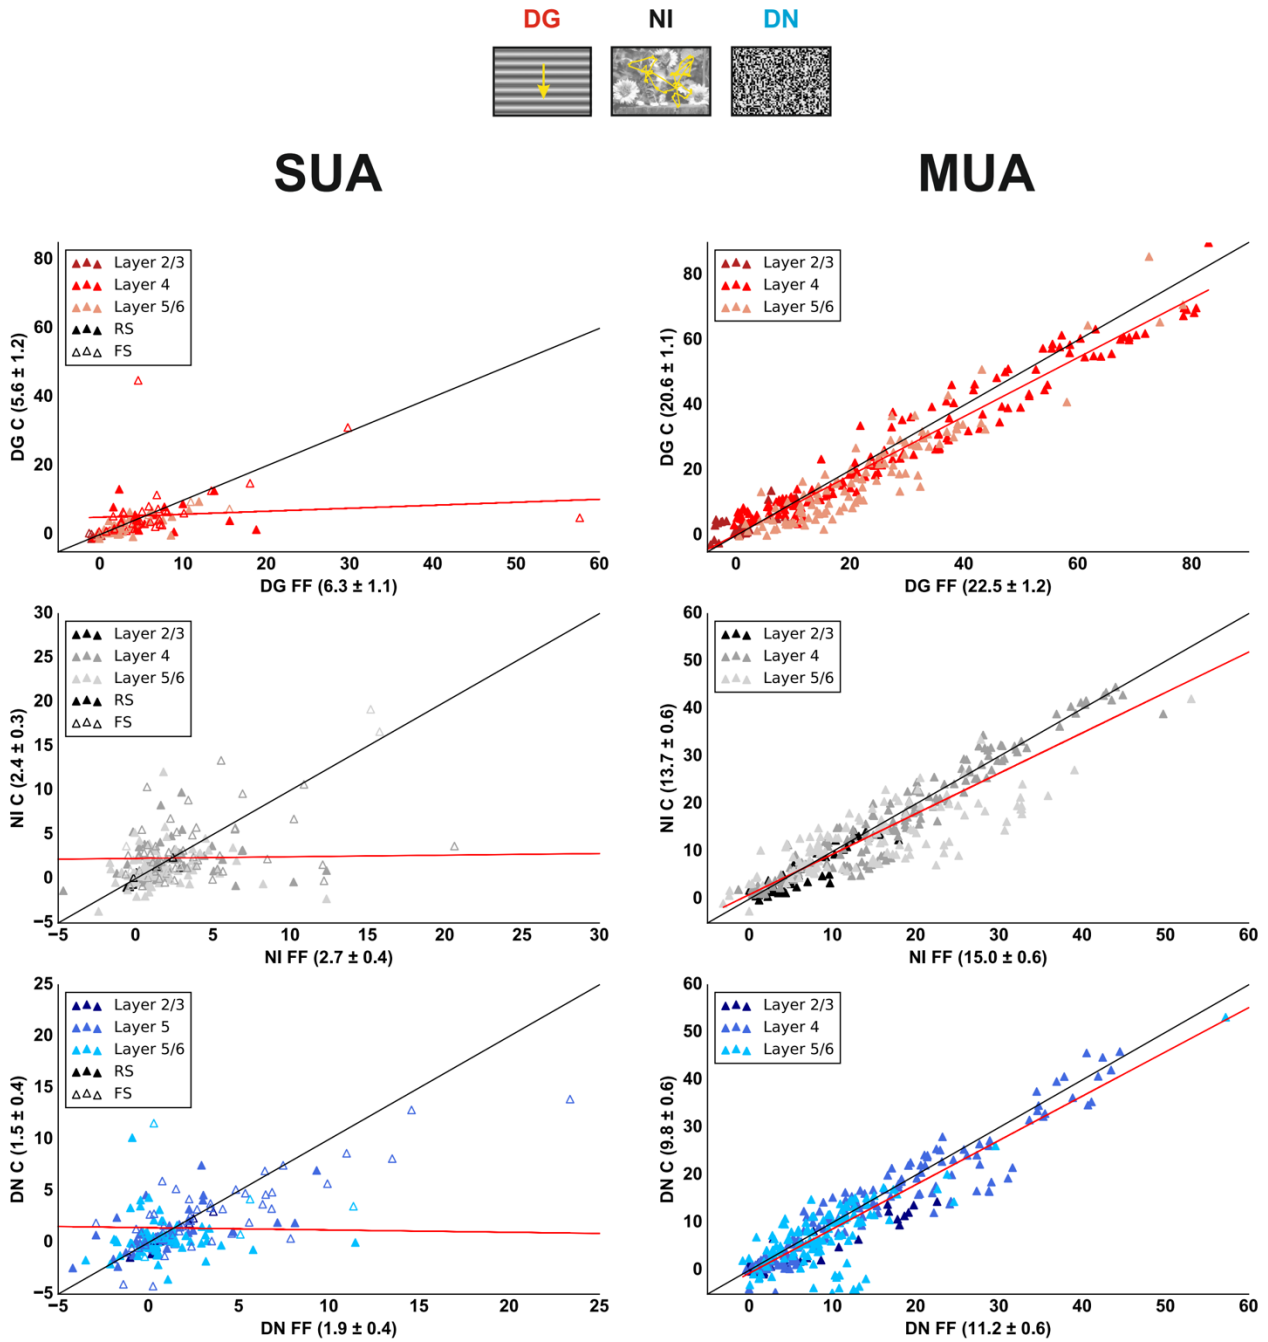 DG NI DN
SUA MUA
Layer 2/3
Layer 4
Layer 5/6
RS
FS
80
60
40
20
0
DG C (5.6 ± 1.2)
0 10 20 30 40 50 60
DG FF (6.3 ± 1.1)
Layer 2/3
Layer 4
Layer 5/6
80
60
40
20
0
DG C (20.6 ± 1.1)
0 20 40 60 80
DG FF (22.5 ± 1.2)
Layer 2/3
Layer 4
Layer 5/6
RS
FS
30
25
20
15
10
5
0
−5
NI C (2.4 ± 0.3)
−5 0 5 10 15 20 25 30
NI FF (2.7 ± 0.4)
Layer 2/3
Layer 4
Layer 5/6
60
50
40
30
20
10
0
NI C (13.7 ± 0.6)
0 10 20 30 40 50 60
NI FF (15.0 ± 0.6)
Layer 2/3
Layer 5
Layer 5/6
RS
FS
25
20
15
10
5
0
−5
DN C (1.5 ± 0.4)
−5 0 5 10 15 20 25
DN FF (1.9 ± 0.4)
Layer 2/3
Layer 4
Layer 5/6
60
50
40
30
20
10
0
DN C (9.8 ± 0.6)
0 10 20 30 40 50 60
DN FF (11.2 ± 0.6)